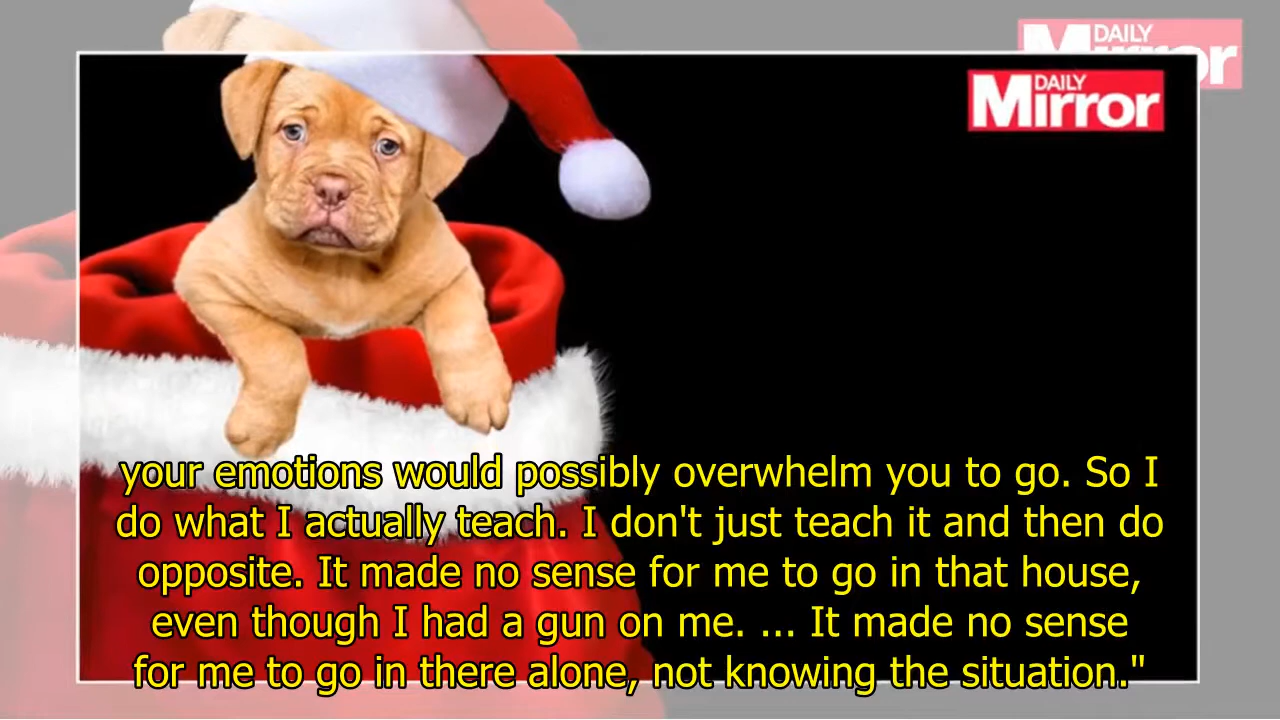 DAILY
Mirror
DAILY
Mirror
your emotions would possibly overwhelm you to go. So I
do what I actually teach. I don't just teach it and then do
opposite. It made no sense for me to go in that house,
even though I had a gun on me. ... It made no sense
for me to go in there alone, not knowing the situation."